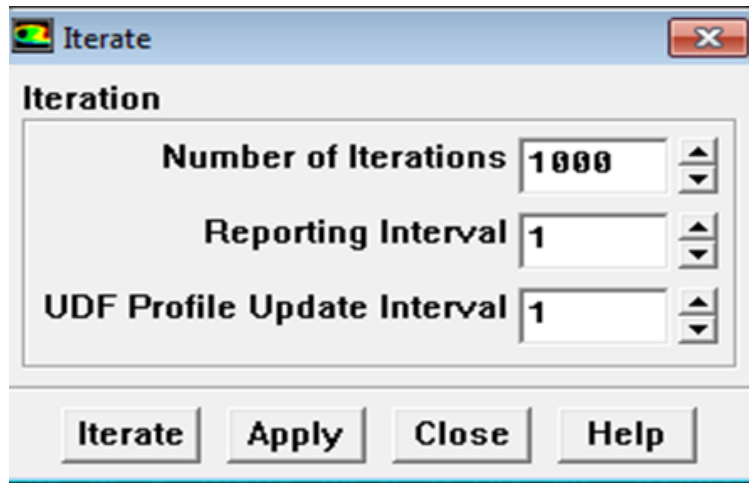 Iterate
Iteration
Number of Iterations 1000
Reporting Interval 1
UDF Profile Update Interval 1
Iterate Apply Close Help